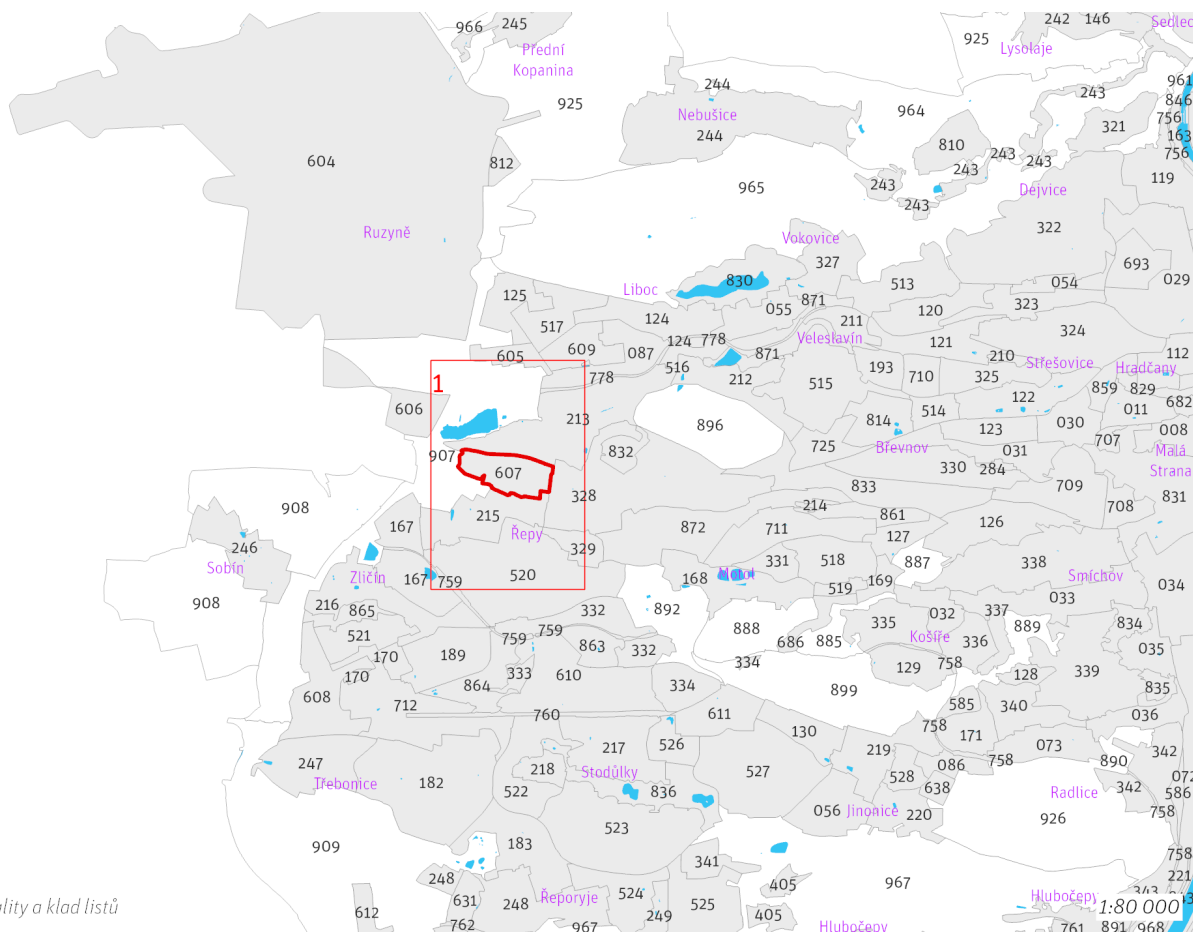 966 245 242 146 Sedlec
925 Lysolaje
Přední
Kopanina
244 961
925 243 846
964 756
Nebušice 321 163
244 810 243 756
604 812 243 243
965 243 119
243 Dejvice
Ruzyně 322
Vokovice
327 693
Liboc 830 513 054 029
125 055 871 323
517 124 211 120 324
124 778 Veleslavín 121
605 609 087 871 210 112
516 Střešovice Hradčany
778 212 515 193 710 325 859 829
1 122 682
606 213 514 011
896 814 123 030 008
907 832 725 Břevnov 031 707 Malá
607 330 284 Strana
328 833 709 831
908 214 708
167 215 872 711 861 126
Řepy 127
246 329 331 518 887 338
Sobín Zličín 520 168 Motol 169 Smíchov
167 759 519 033 034
908 216 865 332 892 032 337
759 759 888 335 889 834
521 863 332 686 885 Košíře 336 035
170 189 334 129 758
170 864 333 610 334 899 128 339
608 712 585 340 835
760 611 758 036
217 526 130 171
247 219 073 342
218 Stodůlky 527 086 758 890
Třebonice 182 528 072
522 836 638 Radlice 342 586
056 Jinonice 220 758
523 926
909 183
341 758
248 405 967 221
631 248 Řeporyje 524 525 Hlubočepy 343
ality a klad listů 612 249 405 1:80 000
762 967 Hlubočepy 761 891 968